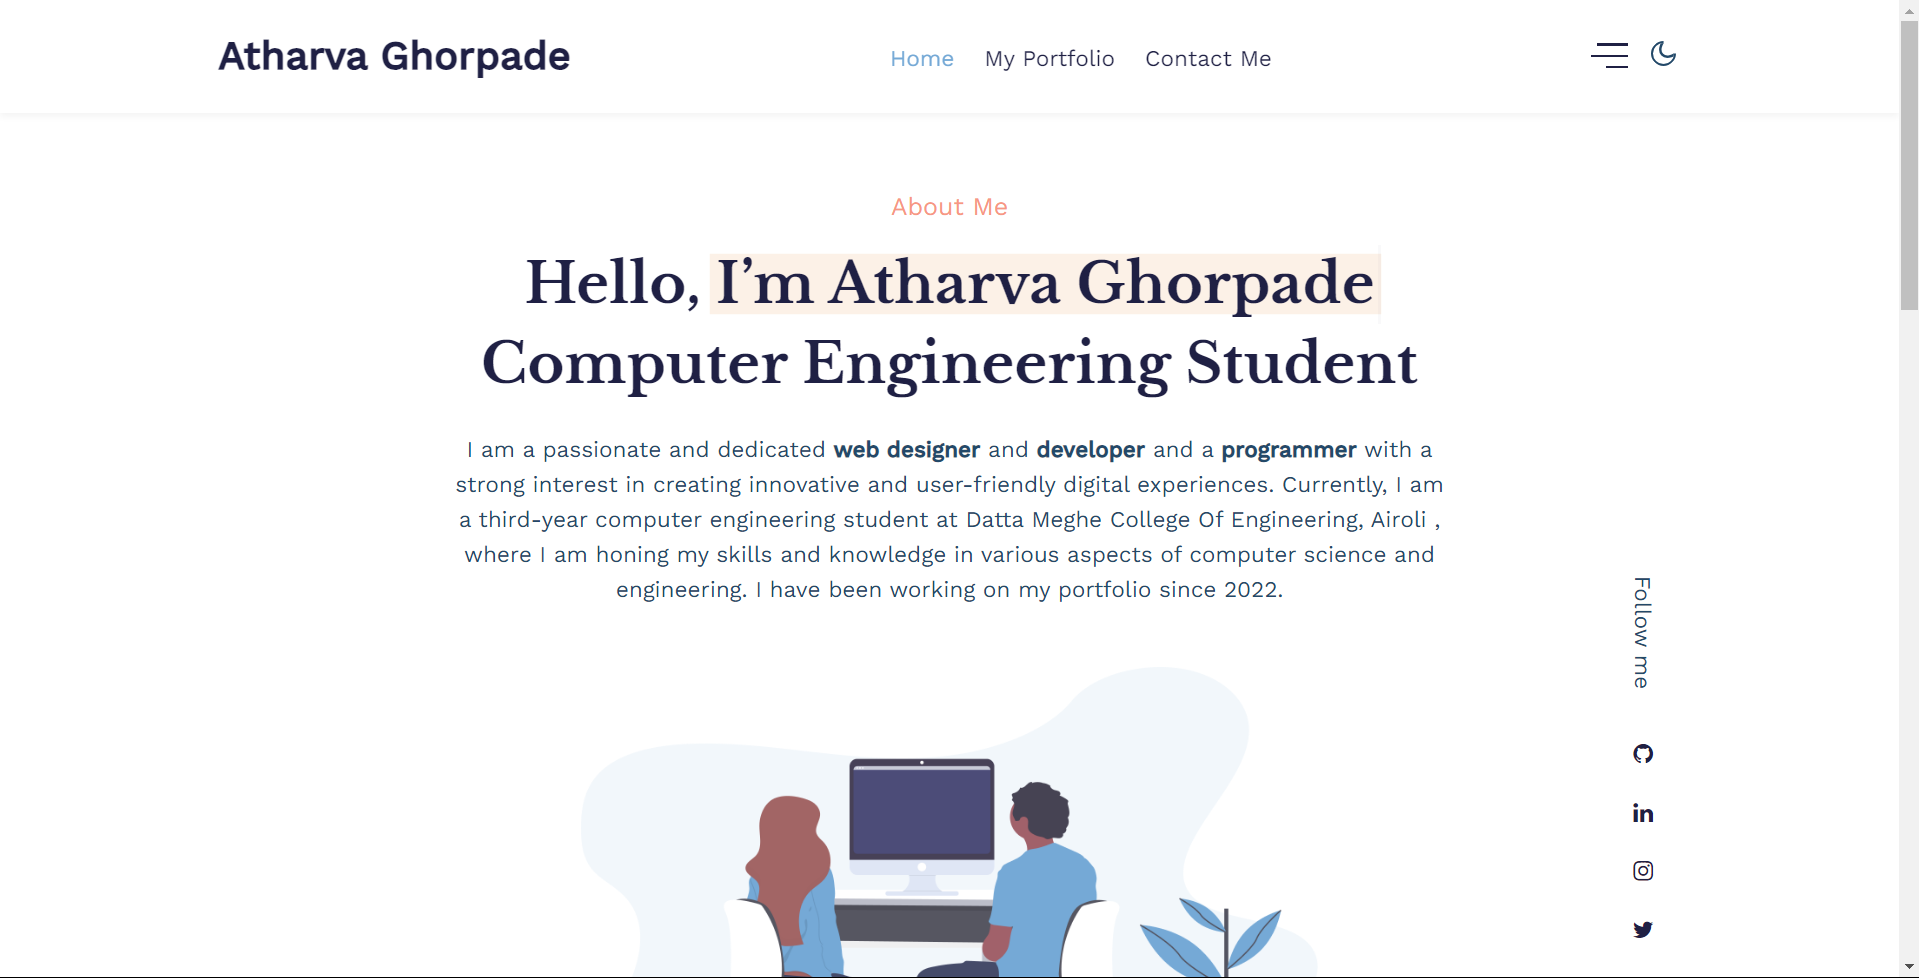 Atharva Ghorpade
Home My Portfolio Contact Me
About Me
Hello, I’m Atharva Ghorpade
Computer Engineering Student
I am a passionate and dedicated web designer and developer and a programmer with a
strong interest in creating innovative and user-friendly digital experiences. Currently, I am
a third-year computer engineering student at Datta Meghe College Of Engineering, Airoli ,
where I am honing my skills and knowledge in various aspects of computer science and
engineering. I have been working on my portfolio since 2022.
Follow me